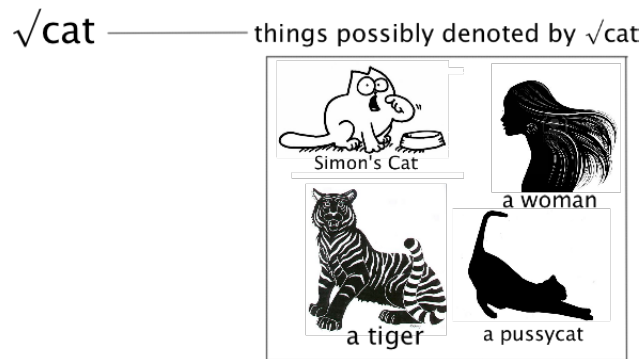 √cat
things possibly denoted by √cat
Simon's Cat
a woman
a tiger
a pussycat